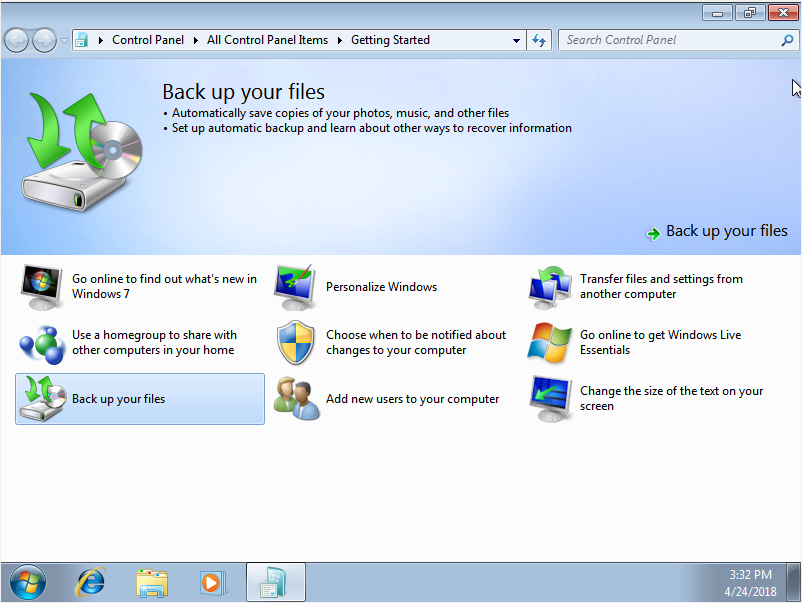 Control Panel ▸ All Control Panel Items ▸ Getting Started
Search Control Panel
Back up your files
• Automatically save copies of your photos, music, and other files
• Set up automatic backup and learn about other ways to recover information
Back up your files
Go online to find out what's new in
Windows 7
Personalize Windows
Transfer files and settings from
another computer
Use a homegroup to share with
other computers in your home
Choose when to be notified about
changes to your computer
Go online to get Windows Live
Essentials
Back up your files
Add new users to your computer
Change the size of the text on your
screen
3:32 PM
4/24/2018